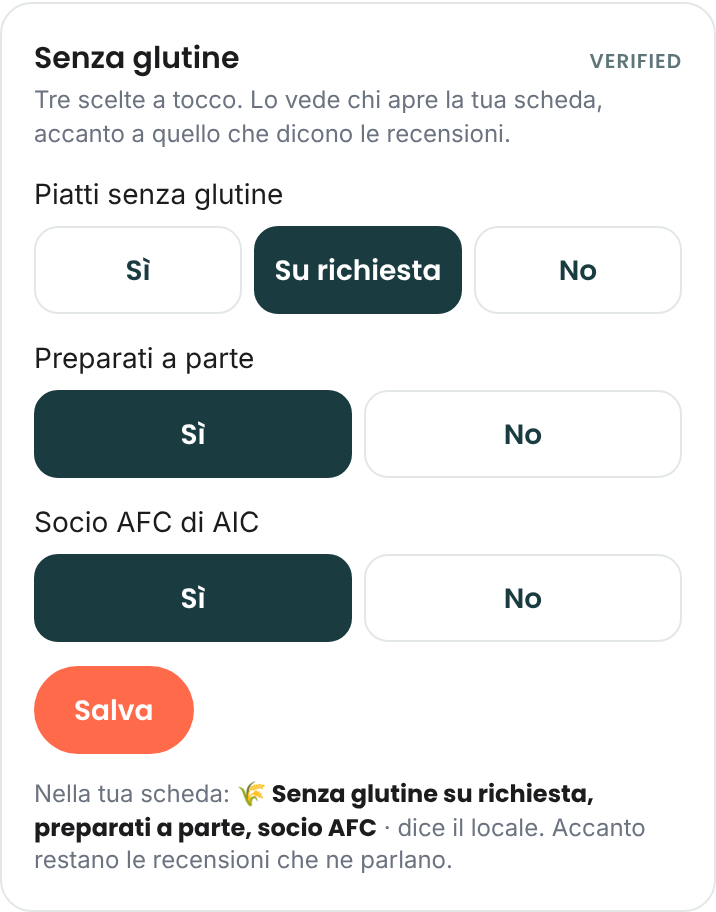 Senza glutine
VERIFIED
Tre scelte a tocco. Lo vede chi apre la tua scheda,
accanto a quello che dicono le recensioni.
Piatti senza glutine
Sì
Su richiesta
No
Preparati a parte
Sì
No
Socio AFC di AIC
Sì
No
Salva
Nella tua scheda: 🌾 Senza glutine su richiesta,
preparati a parte, socio AFC · dice il locale. Accanto
restano le recensioni che ne parlano.